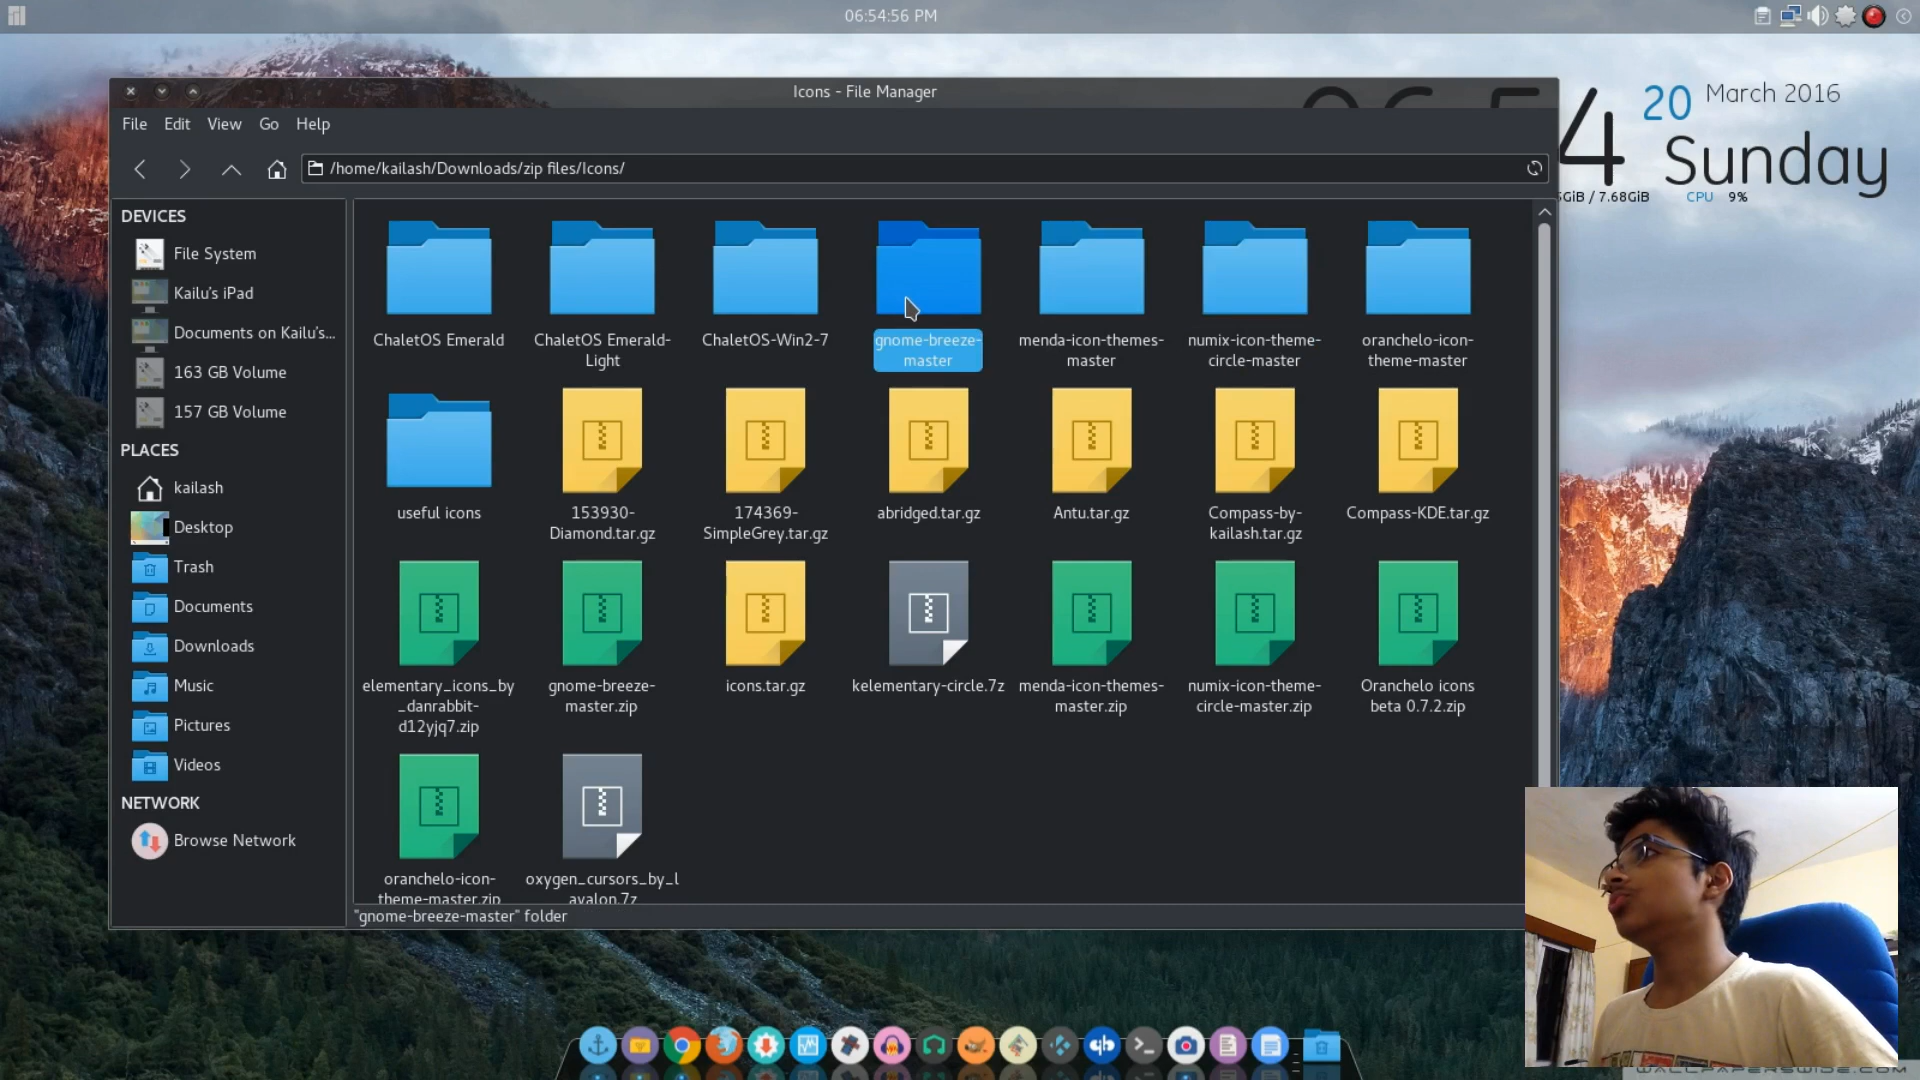 06:54:56 PM
Icons - File Manager
20 March 2016
Sunday
GiB / 7.68GiB CPU 9%
File Edit View Go Help
/home/kailash/Downloads/zip files/Icons/
DEVICES
File System
Kailu's iPad
Documents on Kailu's...
163 GB Volume
157 GB Volume
PLACES
kailash
Desktop
Trash
Documents
Downloads
Music
Pictures
Videos
NETWORK
Browse Network
ChaletOS Emerald
ChaletOS Emerald-
Light
ChaletOS-Win2-7
gnome-breeze-
master
menda-icon-themes-
master
numix-icon-theme-
circle-master
oranchelo-icon-
theme-master
useful icons
153930-
Diamond.tar.gz
174369-
SimpleGrey.tar.gz
abridged.tar.gz
Antu.tar.gz
Compass-by-
kailash.tar.gz
Compass-KDE.tar.gz
elementary_icons_by
_danrabbit-
d12yjq7.zip
gnome-breeze-
master.zip
icons.tar.gz
kelementary-circle.7z
menda-icon-themes-
master.zip
numix-icon-theme-
circle-master.zip
Oranchelo icons
beta 0.7.2.zip
oranchelo-icon-
theme-master.zip
oxygen_cursors_by_l
avalon.7z
"gnome-breeze-master" folder
WALLPAPERSWIDE.COM